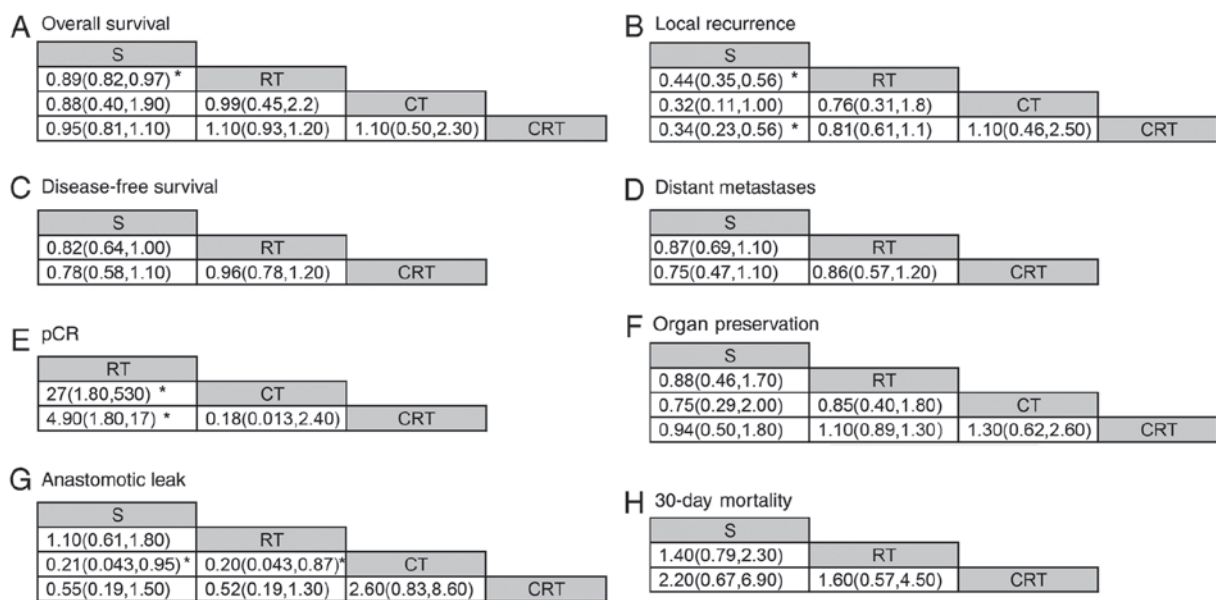 A Overall survival
S
0.89(0.82,0.97) * RT
0.88(0.40,1.90) 0.99(0.45,2.2) CT
0.95(0.81,1.10) 1.10(0.93,1.20) 1.10(0.50,2.30) CRT
B Local recurrence
S
0.44(0.35,0.56) * RT
0.32(0.11,1.00) 0.76(0.31,1.8) CT
0.34(0.23,0.56) * 0.81(0.61,1.1) 1.10(0.46,2.50) CRT
C Disease-free survival
S
0.82(0.64,1.00) RT
0.78(0.58,1.10) 0.96(0.78,1.20) CRT
D Distant metastases
S
0.87(0.69,1.10) RT
0.75(0.47,1.10) 0.86(0.57,1.20) CRT
E pCR
RT
27(1.80,530) * CT
4.90(1.80,17) * 0.18(0.013,2.40) CRT
F Organ preservation
S
0.88(0.46,1.70) RT
0.75(0.29,2.00) 0.85(0.40,1.80) CT
0.94(0.50,1.80) 1.10(0.89,1.30) 1.30(0.62,2.60) CRT
G Anastomotic leak
S
1.10(0.61,1.80) RT
0.21(0.043,0.95) * 0.20(0.043,0.87)* CT
0.55(0.19,1.50) 0.52(0.19,1.30) 2.60(0.83,8.60) CRT
H 30-day mortality
S
1.40(0.79,2.30) RT
2.20(0.67,6.90) 1.60(0.57,4.50) CRT